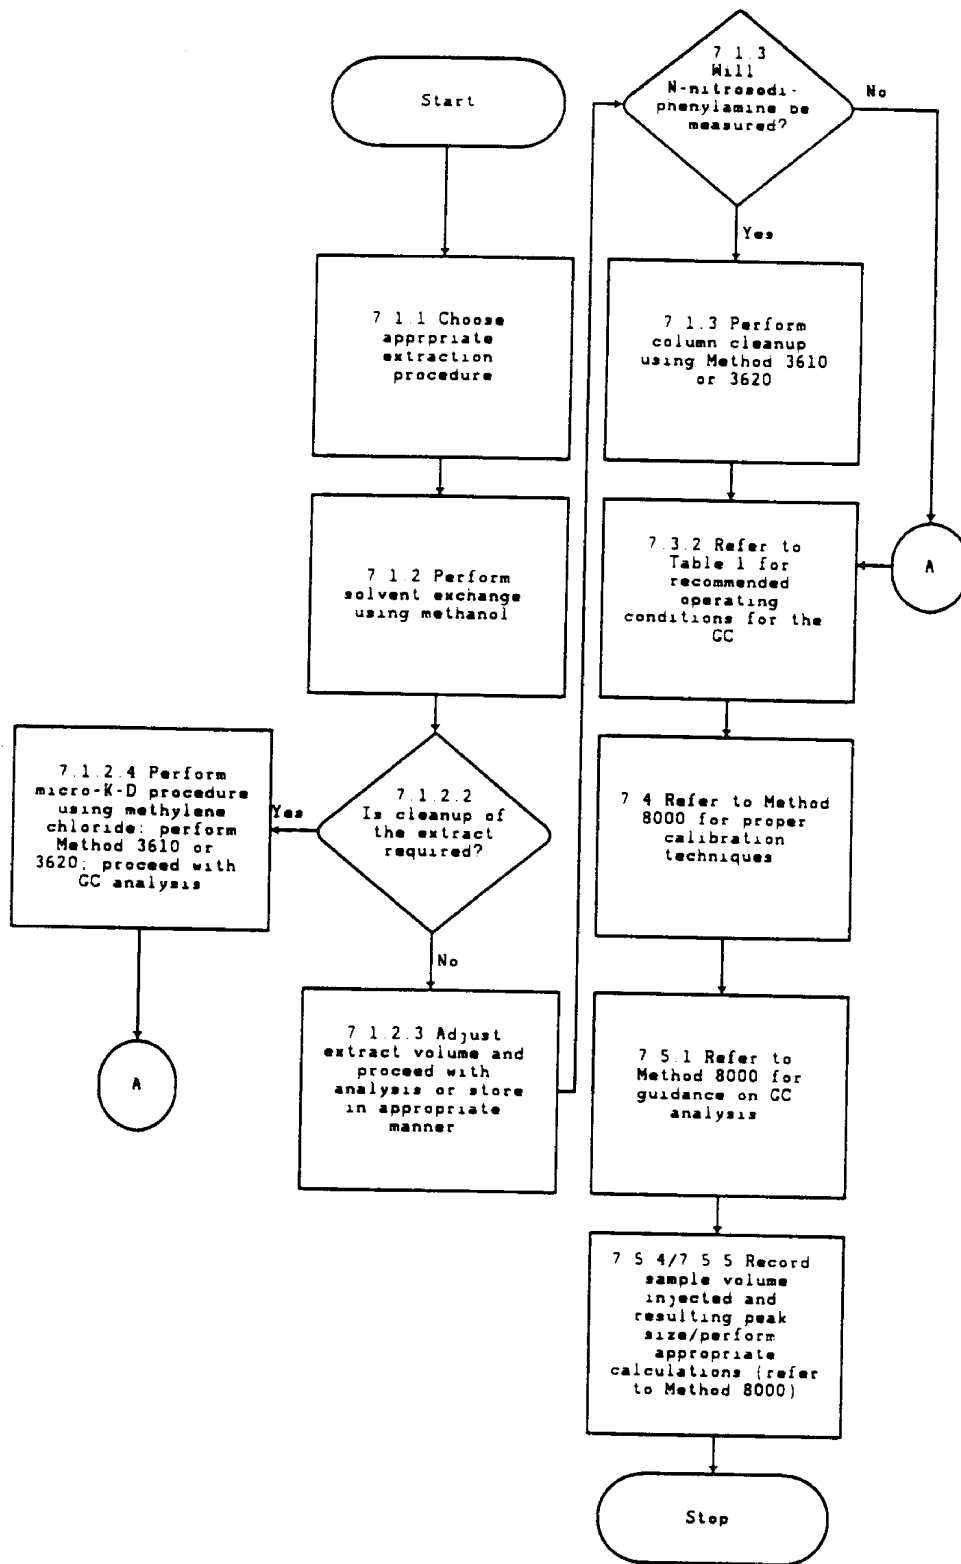 Start
7 1.1 Choose
apprpriate
extraction
procedure
7 1.2 Perform
solvent exchange
using methanol
7.1.2.2
Is cleanup of
the extract
required?
Yes
7.1.2.4 Perform
micro-K-D procedure
using methylene
chloride: perform
Method 3610 or
3620; proceed with
GC analysis
A
No
7 1.2.3 Adjust
extract volume and
proceed with
analysis or store
in appropriate
manner
7 1.3
Will
N-nitrosodi-
phenylamine be
measured?
No
Yes
7 1.3 Perform
column cleanup
using Method 3610
or 3620
7.3.2 Refer to
Table 1 for
recommended
operating
conditions for the
GC
A
7 4 Refer to Method
8000 for proper
calibration
techniques
7 5.1 Refer to
Method 8000 for
guidance on GC
analysis
7 5 4/7 5 5 Record
sample volume
injected and
resulting peak
size/perform
appropriate
calculations (refer
to Method 8000)
Stop